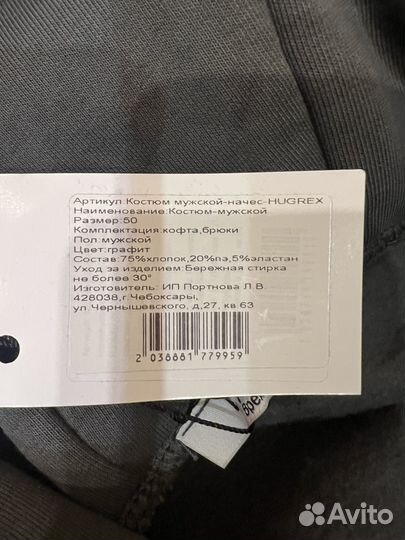 Артикул:Костюм мужской-начес-HUGREX
Наименование:Костюм-мужской
Размер:50
Комплектация:кофта,брюки
Пол:мужской
Цвет:графит
Состав:75%хлопок,20%пэ,5%эластан
Уход за изделием:Бережная стирка
не более 30°
Изготовитель: ИП Портнова Л.В.
428038,г.Чебоксары,
ул.Чернышевского, д,27, кв.63
2 036881 779959
Avito